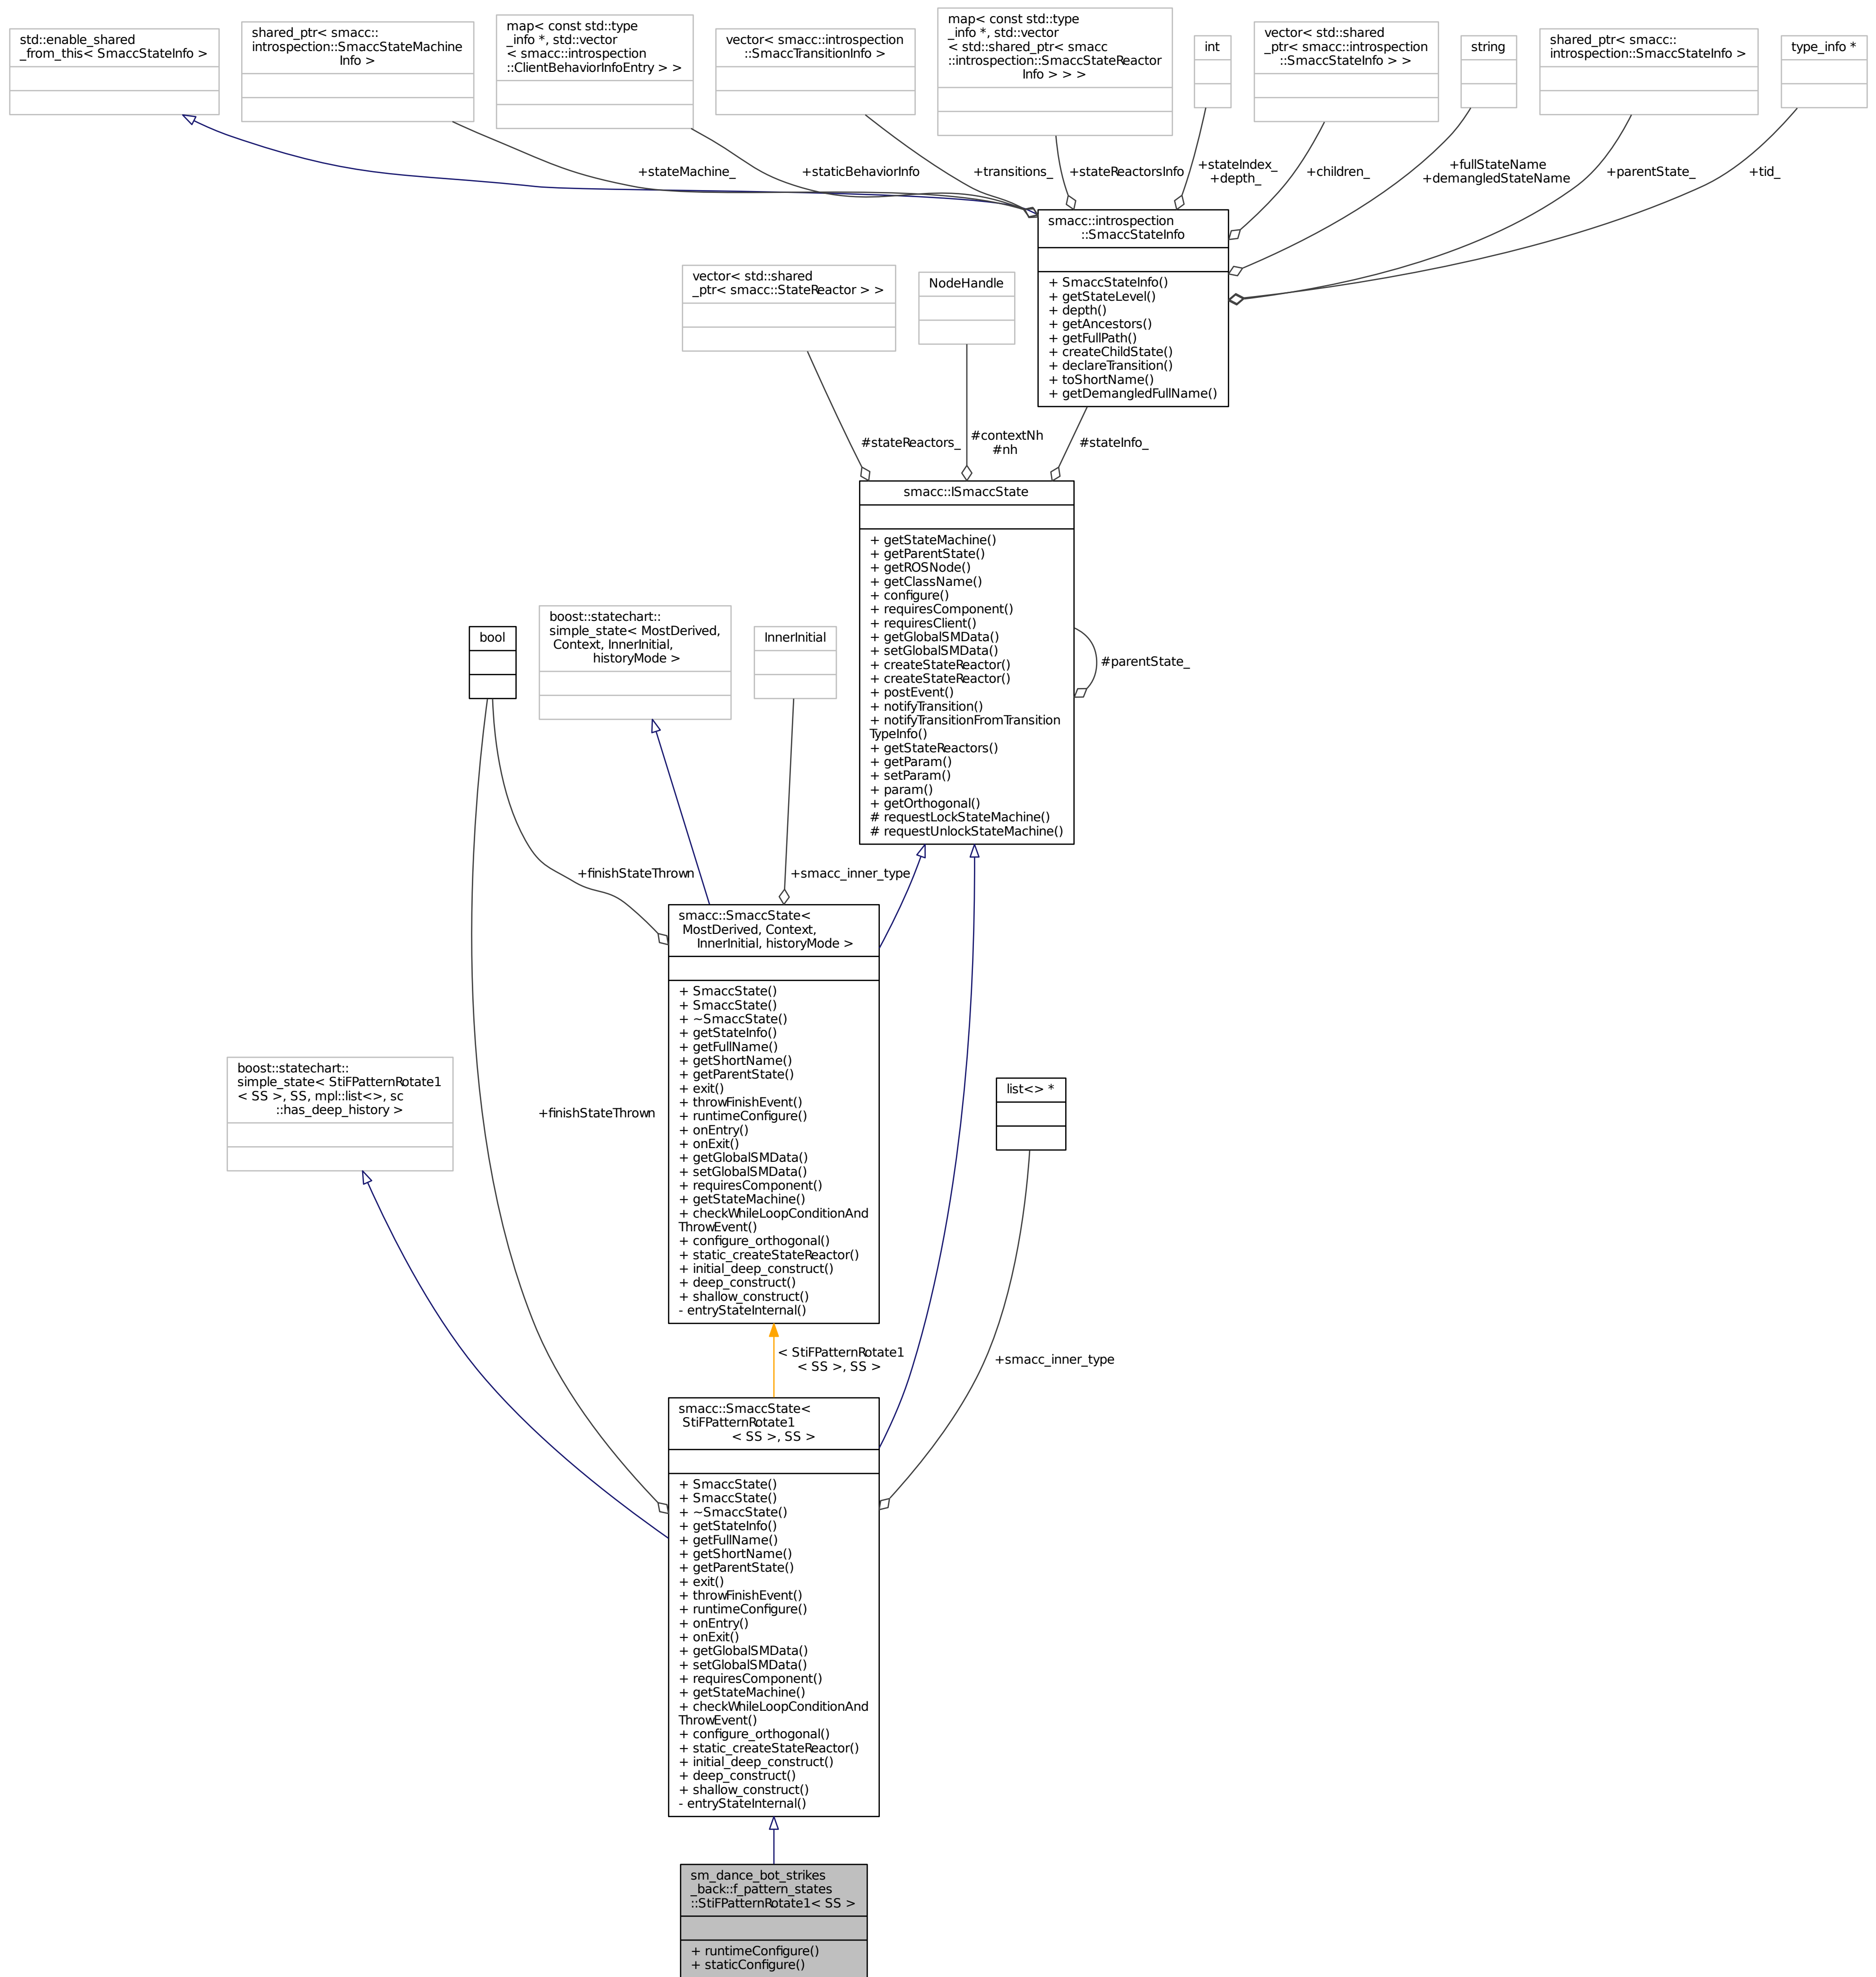 std::enable_shared
_from_this< SmaccStateInfo >
shared_ptr< smacc::
introspection::SmaccStateMachine
Info >
map< const std::type
_info *, std::vector
< smacc::introspection
::ClientBehaviorInfoEntry > >
vector< smacc::introspection
::SmaccTransitionInfo >
map< const std::type
_info *, std::vector
< std::shared_ptr< smacc
::introspection::SmaccStateReactor
Info > > >
int
vector< std::shared
_ptr< smacc::introspection
::SmaccStateInfo > >
string
shared_ptr< smacc::
introspection::SmaccStateInfo >
type_info *
+stateMachine_
+staticBehaviorInfo
+transitions_
+stateReactorsInfo
+stateIndex_
+depth_
+children_
+fullStateName
+demangledStateName
+parentState_
+tid_
smacc::introspection
::SmaccStateInfo
+ SmaccStateInfo()
+ getStateLevel()
+ depth()
+ getAncestors()
+ getFullPath()
+ createChildState()
+ declareTransition()
+ toShortName()
+ getDemangledFullName()
vector< std::shared
_ptr< smacc::StateReactor > >
NodeHandle
#stateReactors_
#contextNh
#nh
#stateInfo_
smacc::ISmaccState
+ getStateMachine()
+ getParentState()
+ getROSNode()
+ getClassName()
+ configure()
+ requiresComponent()
+ requiresClient()
+ getGlobalSMData()
+ setGlobalSMData()
+ createStateReactor()
+ createStateReactor()
+ postEvent()
+ notifyTransition()
+ notifyTransitionFromTransition
TypeInfo()
+ getStateReactors()
+ getParam()
+ setParam()
+ param()
+ getOrthogonal()
# requestLockStateMachine()
# requestUnlockStateMachine()
#parentState_
bool
boost::statechart::
simple_state< MostDerived,
Context, InnerInitial,
historyMode >
InnerInitial
+finishStateThrown
+smacc_inner_type
smacc::SmaccState<
MostDerived, Context,
InnerInitial, historyMode >
+ SmaccState()
+ SmaccState()
+ ~SmaccState()
+ getStateInfo()
+ getFullName()
+ getShortName()
+ getParentState()
+ exit()
+ throwFinishEvent()
+ runtimeConfigure()
+ onEntry()
+ onExit()
+ getGlobalSMData()
+ setGlobalSMData()
+ requiresComponent()
+ getStateMachine()
+ checkWhileLoopConditionAnd
ThrowEvent()
+ configure_orthogonal()
+ static_createStateReactor()
+ initial_deep_construct()
+ deep_construct()
+ shallow_construct()
- entryStateInternal()
boost::statechart::
simple_state< StiFPatternRotate1
< SS >, SS, mpl::list<>, sc
::has_deep_history >
+finishStateThrown
list<> *
< StiFPatternRotate1
< SS >, SS >
+smacc_inner_type
smacc::SmaccState<
StiFPatternRotate1
< SS >, SS >
+ SmaccState()
+ SmaccState()
+ ~SmaccState()
+ getStateInfo()
+ getFullName()
+ getShortName()
+ getParentState()
+ exit()
+ throwFinishEvent()
+ runtimeConfigure()
+ onEntry()
+ onExit()
+ getGlobalSMData()
+ setGlobalSMData()
+ requiresComponent()
+ getStateMachine()
+ checkWhileLoopConditionAnd
ThrowEvent()
+ configure_orthogonal()
+ static_createStateReactor()
+ initial_deep_construct()
+ deep_construct()
+ shallow_construct()
- entryStateInternal()
sm_dance_bot_strikes
_back::f_pattern_states
::StiFPatternRotate1< SS >
+ runtimeConfigure()
+ staticConfigure()